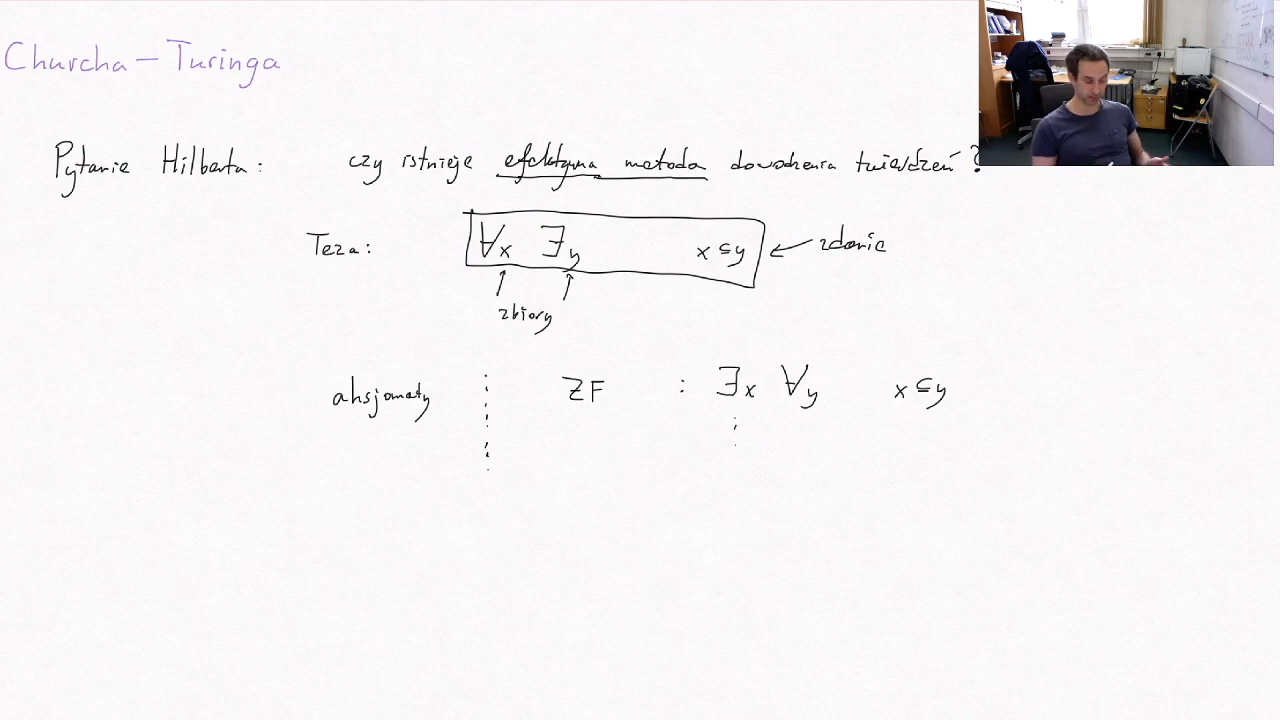 Churcha – Turinga
Pytanie Hilberta: czy istnieje efektywna metoda dowodzenia twierdzeń?
Teza: ∀x ∃y x ⊆ y ← zdanie
zbiory
aksjomaty ZF : ∃x ∀y x ⊆ y